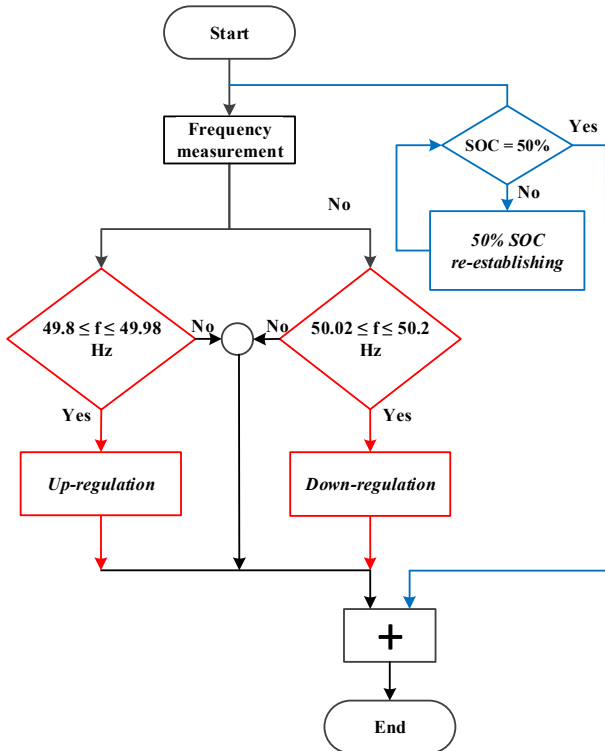 Start
Frequency
measurement
SOC = 50%
Yes
No
50% SOC
re-establishing
No
49.8 ≤ f ≤ 49.98
Hz
No
No
50.02 ≤ f ≤ 50.2
Hz
Yes
Yes
Up-regulation
Down-regulation
+
End